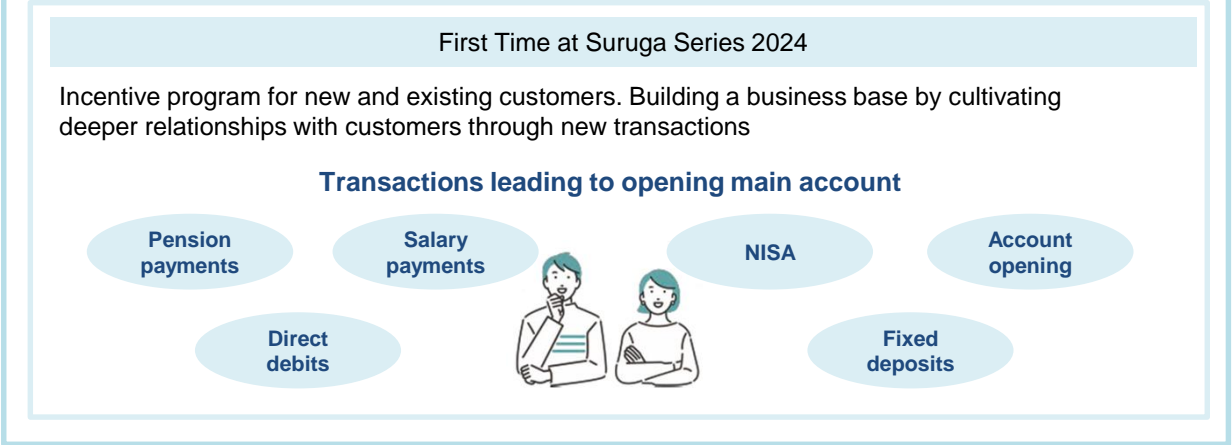 First Time at Suruga Series 2024
Incentive program for new and existing customers. Building a business base by cultivating
deeper relationships with customers through new transactions
Transactions leading to opening main account
Pension
payments
Salary
payments
NISA
Account
opening
Direct
debits
Fixed
deposits